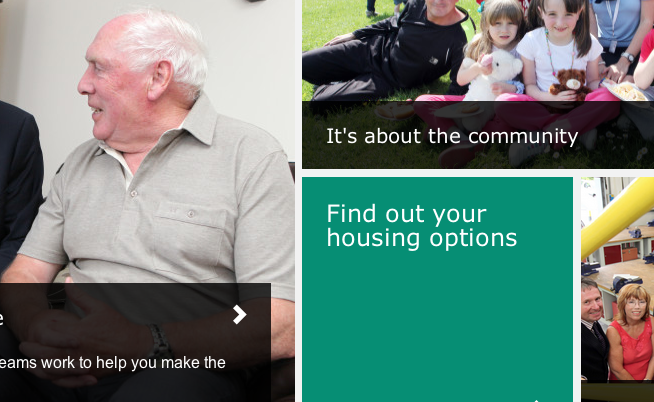 It's about the community
Find out your
housing options
e
eams work to help you make the